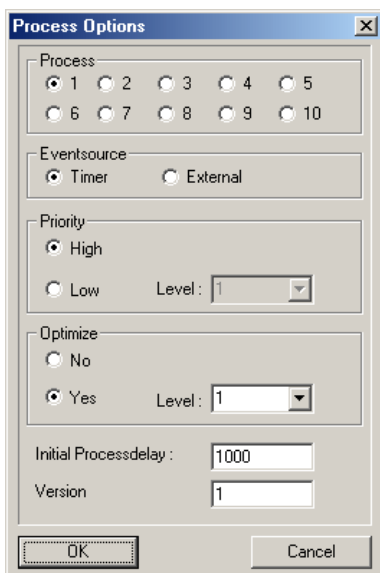 Process Options
Process
1 2 3 4 5
6 7 8 9 10
Eventsource
Timer External
Priority
High
Low Level : 1
Optimize
No
Yes Level : 1
Initial Processdelay : 1000
Version 1
OK Cancel